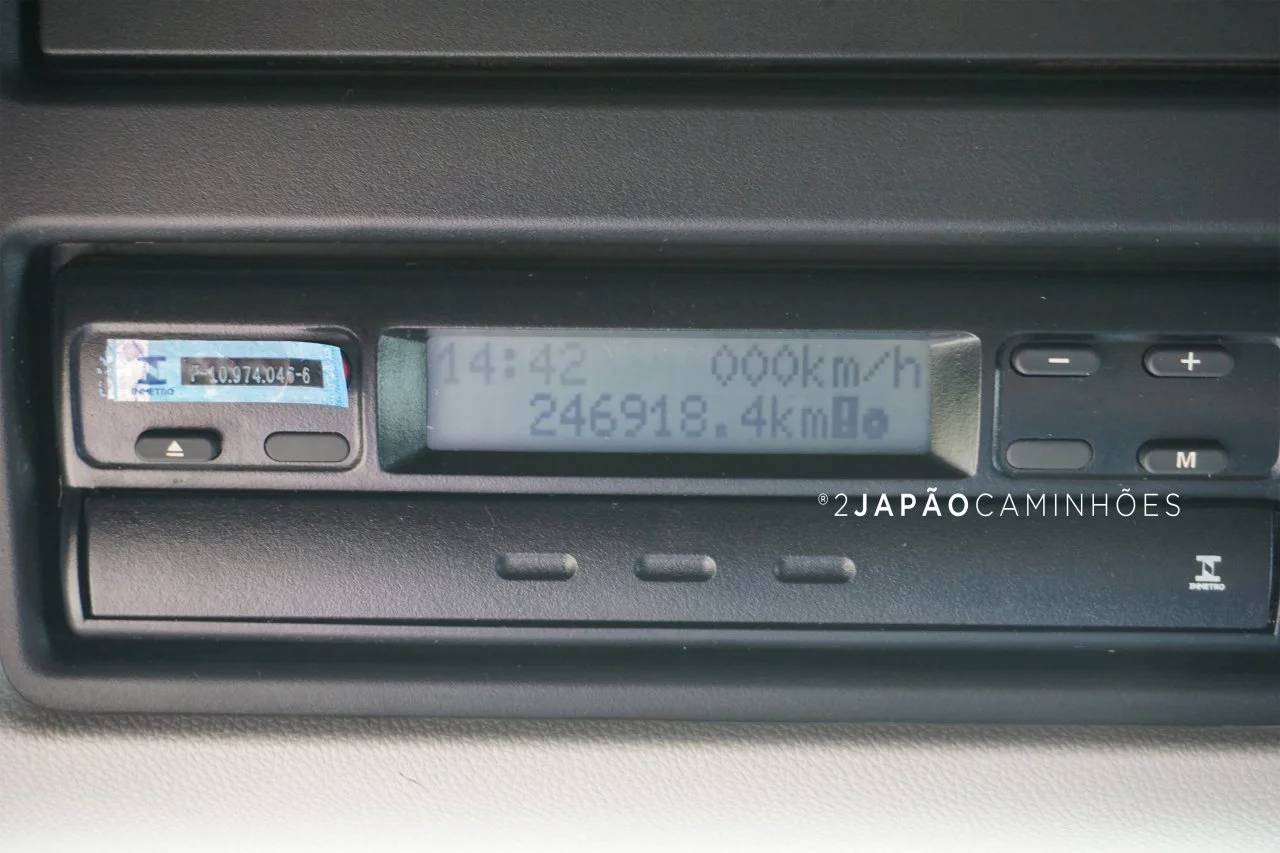 14:42 000km/h
246918.4km
INMETRO F-10.974.046-6
- +
M
®2JAPÃOCAMINHÕES
INMETRO